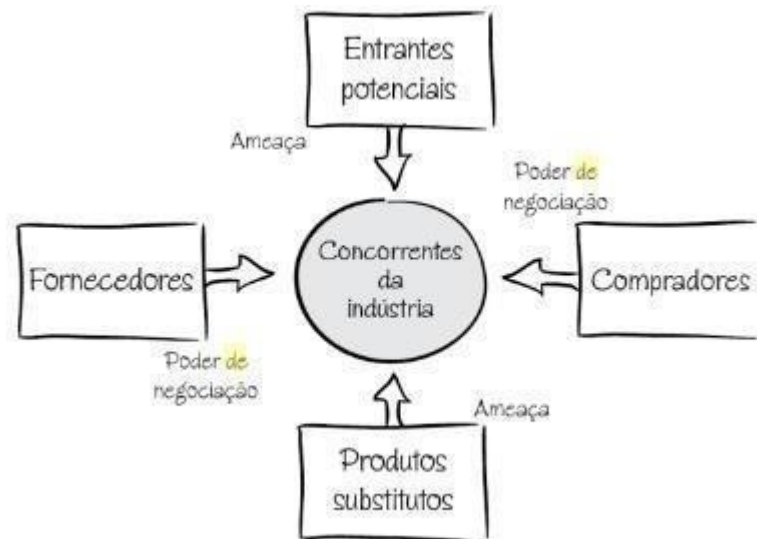 Entrantes
potenciais
Ameaça
Poder de
negociação
Fornecedores
Concorrentes
da
indústria
Compradores
Poder de
negociação
Ameaça
Produtos
substitutos